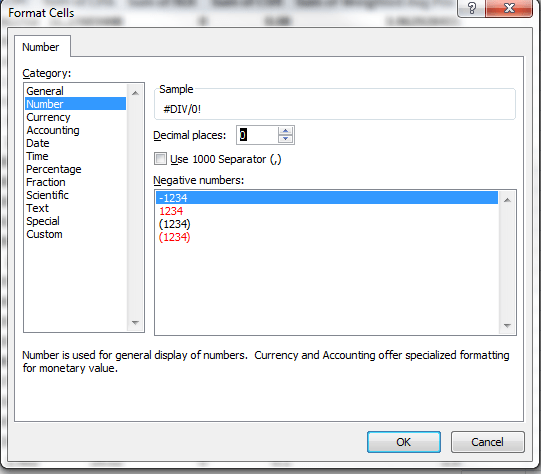 Format Cells
Number
Category:
General
Number
Currency
Accounting
Date
Time
Percentage
Fraction
Scientific
Text
Special
Custom
Sample
#DIV/0!
Decimal places: 0
Use 1000 Separator (,)
Negative numbers:
-1234
1234
(1234)
(1234)
Number is used for general display of numbers. Currency and Accounting offer specialized formatting
for monetary value.
OK Cancel